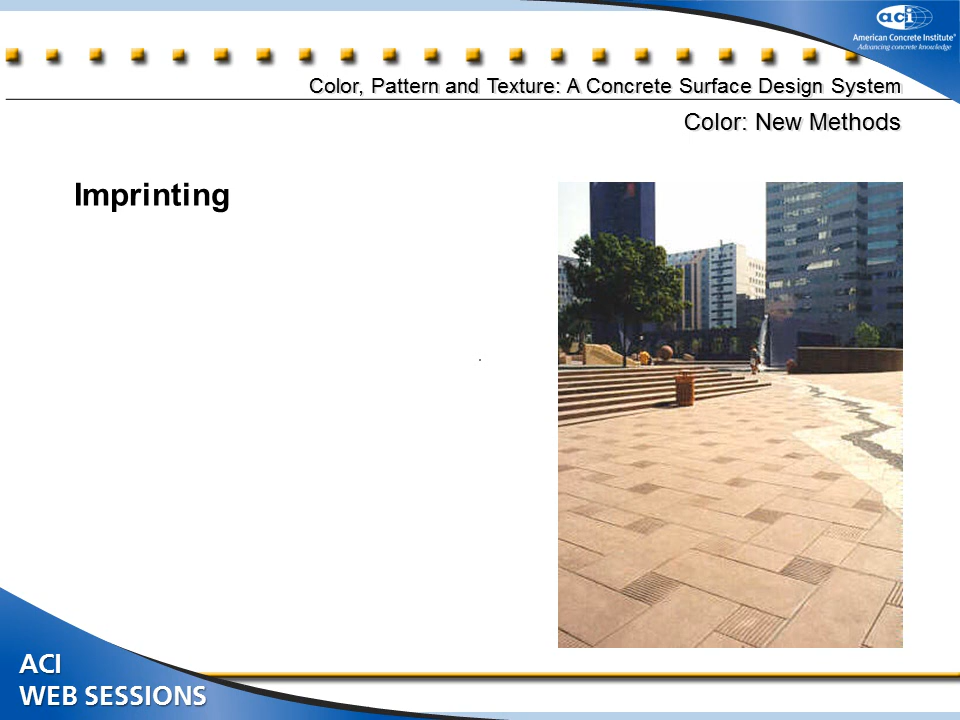 aci
American Concrete Institute®
Advancing concrete knowledge
Color, Pattern and Texture: A Concrete Surface Design System
Color: New Methods
Imprinting
.
ACI
WEB SESSIONS